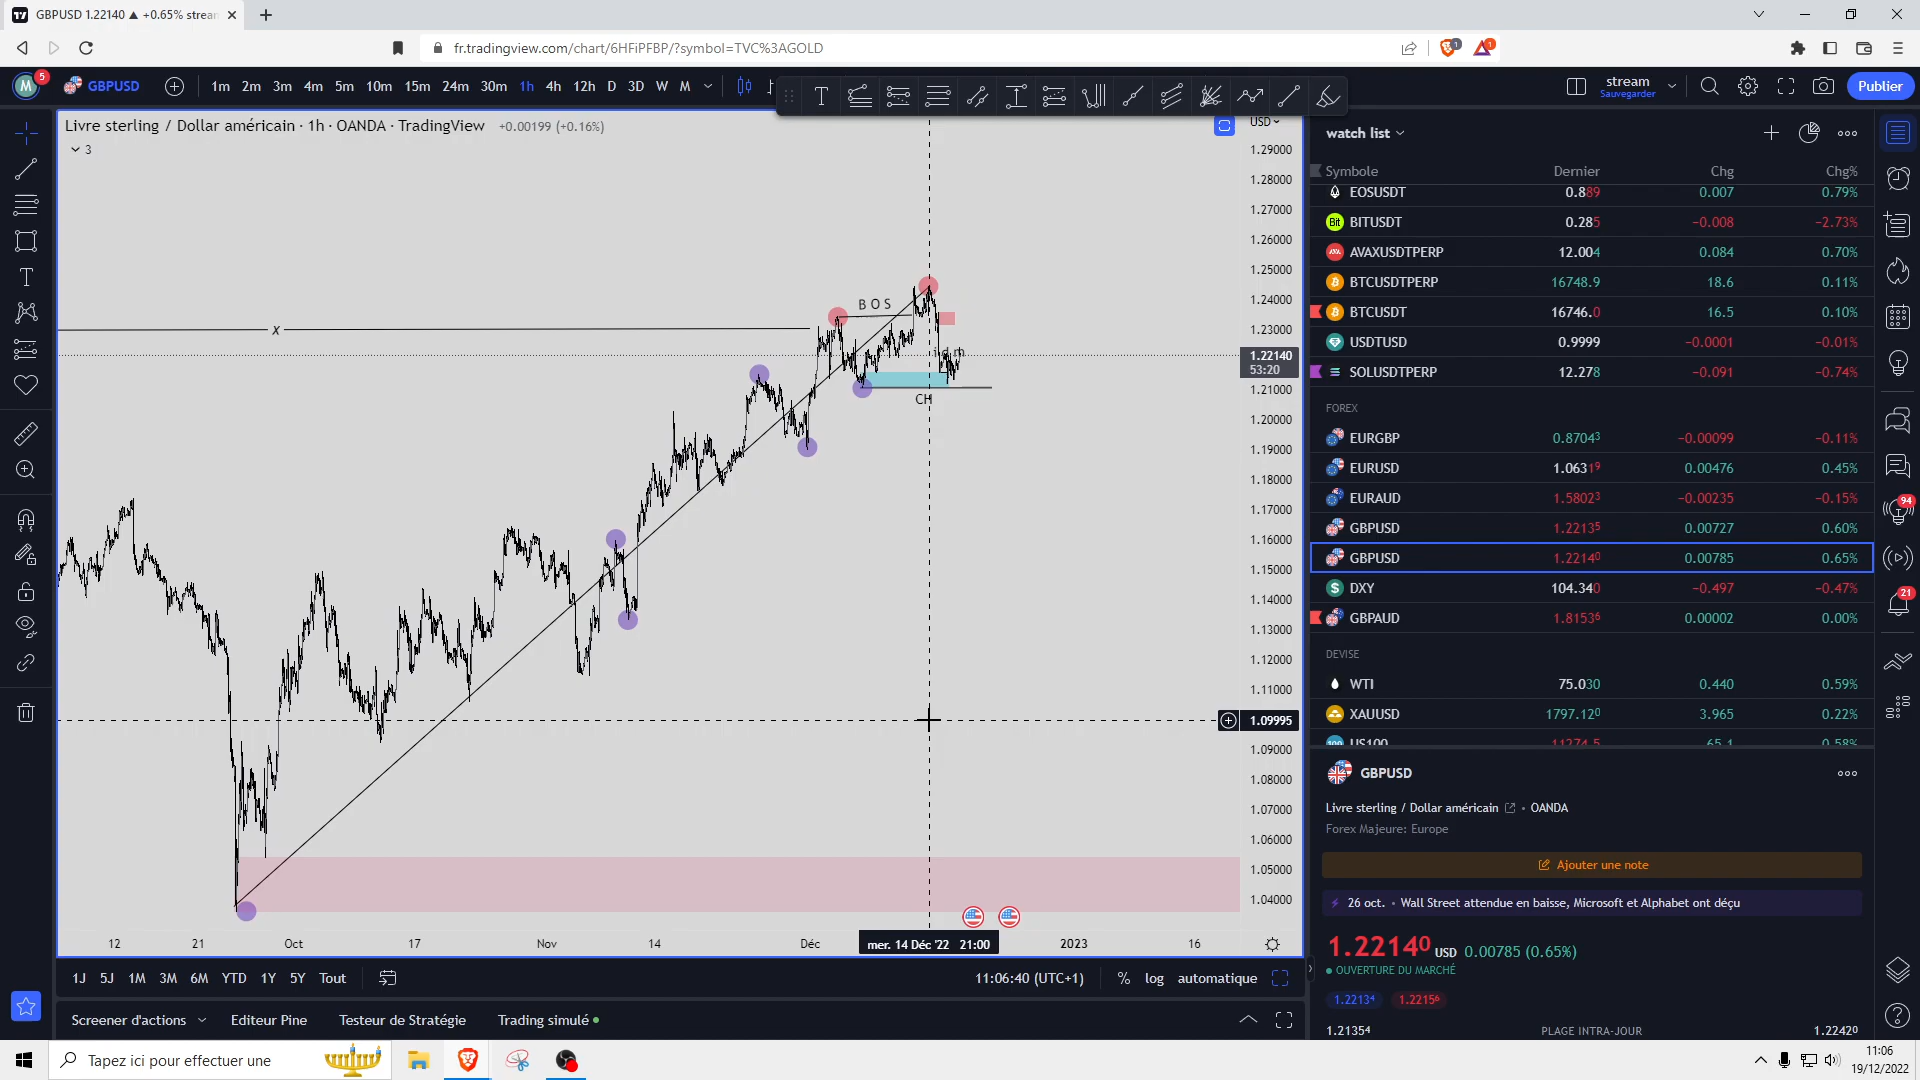 GBPUSD 1.22140 ▲ +0.65% stream
fr.tradingview.com/chart/6HFiPFBP/?symbol=TVC%3AGOLD
1
1
M 5 GBPUSD 1m 2m 3m 4m 5m 10m 15m 24m 30m 1h 4h 12h D 3D W M
stream
Sauvegarder
Publier
Livre sterling / Dollar américain · 1h · OANDA · TradingView +0.00199 (+0.16%)
3
USD
1.29000
1.28000
1.27000
1.26000
1.25000
1.24000
1.23000
1.22140
53:20
1.21000
1.20000
1.19000
1.18000
1.17000
1.16000
1.15000
1.14000
1.13000
1.12000
1.11000
1.09995
1.09000
1.08000
1.07000
1.06000
1.05000
1.04000
X
B O S
i d m
CH
12 21 Oct 17 Nov 14 Déc mer. 14 Déc '22 21:00 2023 16
1J 5J 1M 3M 6M YTD 1Y 5Y Tout
11:06:40 (UTC+1) % log automatique
Screener d'actions Editeur Pine Testeur de Stratégie Trading simulé
watch list
Symbole Dernier Chg Chg%
EOSUSDT 0.889 0.007 0.79%
BITUSDT 0.285 −0.008 −2.73%
AVAXUSDTPERP 12.004 0.084 0.70%
BTCUSDTPERP 16748.9 18.6 0.11%
BTCUSDT 16746.0 16.5 0.10%
USDTUSD 0.9999 −0.0001 −0.01%
SOLUSDTPERP 12.278 −0.091 −0.74%
FOREX
EURGBP 0.87043 −0.00099 −0.11%
EURUSD 1.06319 0.00476 0.45%
EURAUD 1.58023 −0.00235 −0.15%
GBPUSD 1.22135 0.00727 0.60%
GBPUSD 1.22140 0.00785 0.65%
DXY 104.340 −0.497 −0.47%
GBPAUD 1.81536 0.00002 0.00%
DEVISE
WTI 75.030 0.440 0.59%
XAUUSD 1797.120 3.965 0.22%
US100 11274.5 65.1 0.58%
GBPUSD
Livre sterling / Dollar américain • OANDA
Forex Majeure: Europe
Ajouter une note
26 oct. • Wall Street attendue en baisse, Microsoft et Alphabet ont déçu
1.22140 USD 0.00785 (0.65%)
OUVERTURE DU MARCHÉ
1.22134 1.22156
1.21354 PLAGE INTRA-JOUR 1.22420
94
21
Tapez ici pour effectuer une
11:06
19/12/2022